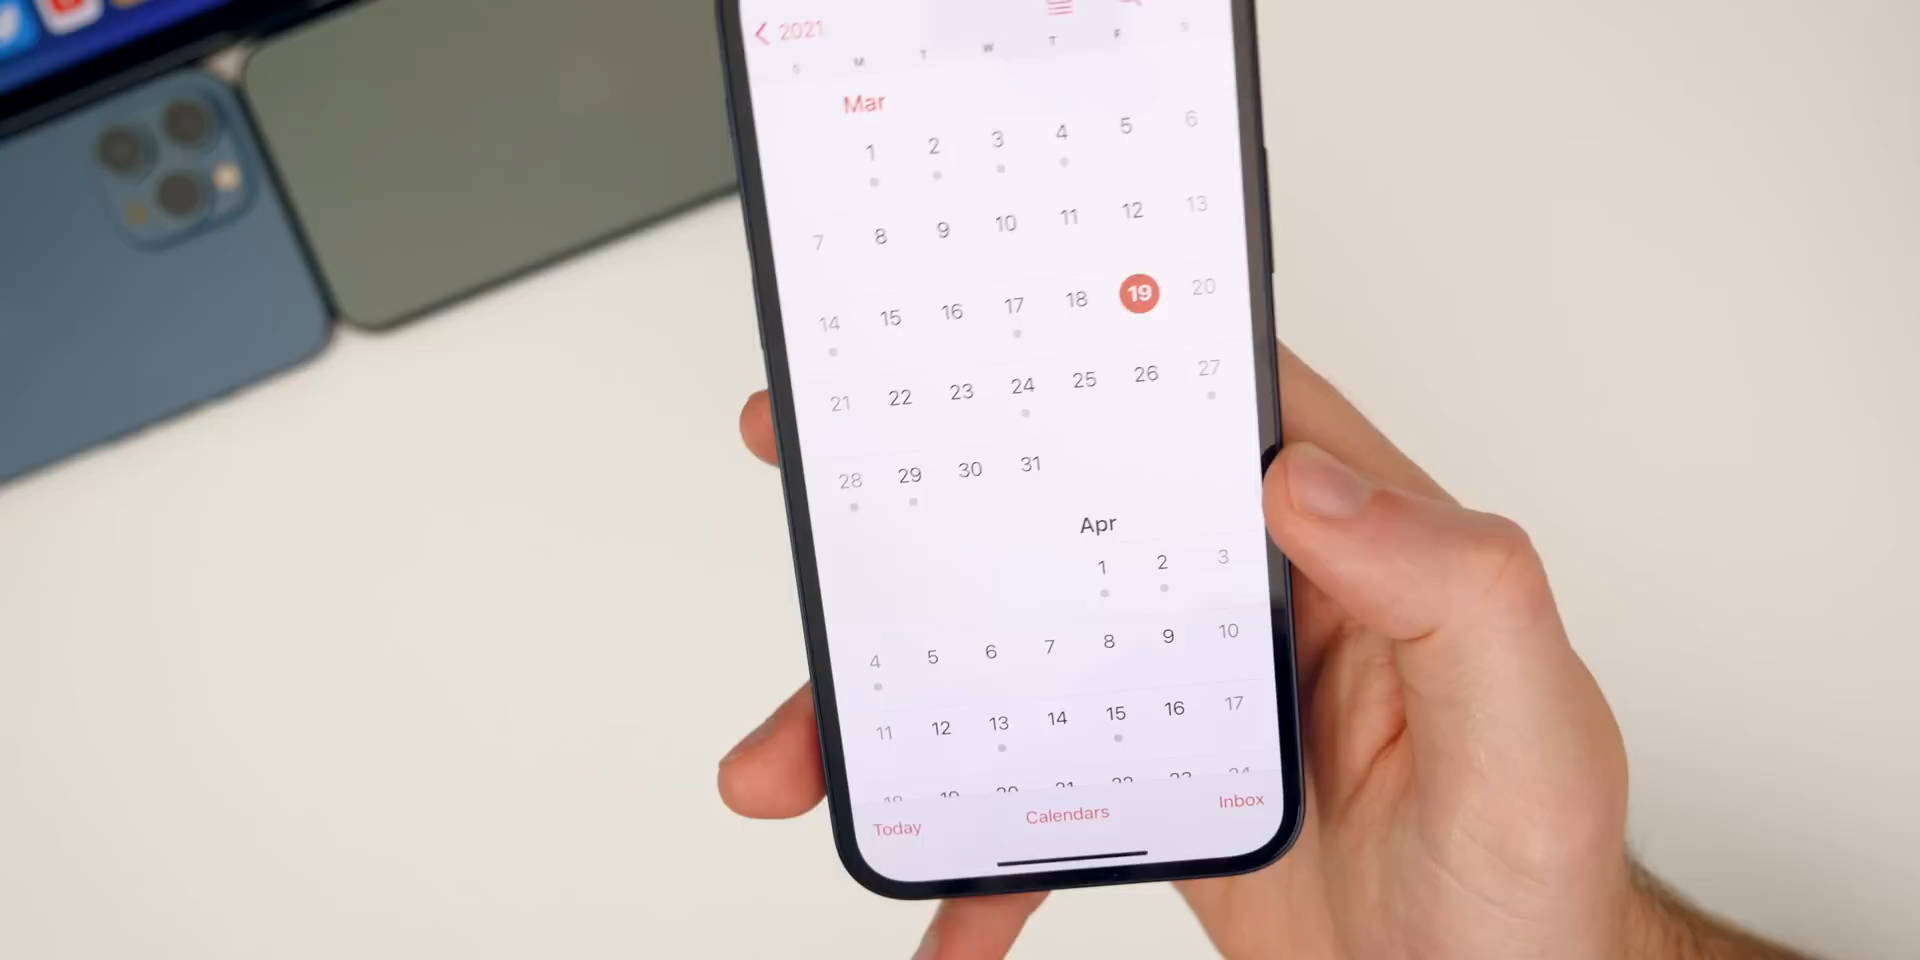 2021
S M T W T F S
Mar
1 2 3 4 5 6
7 8 9 10 11 12 13
14 15 16 17 18 19 20
21 22 23 24 25 26 27
28 29 30 31
Apr
1 2 3
4 5 6 7 8 9 10
11 12 13 14 15 16 17
Today Calendars Inbox